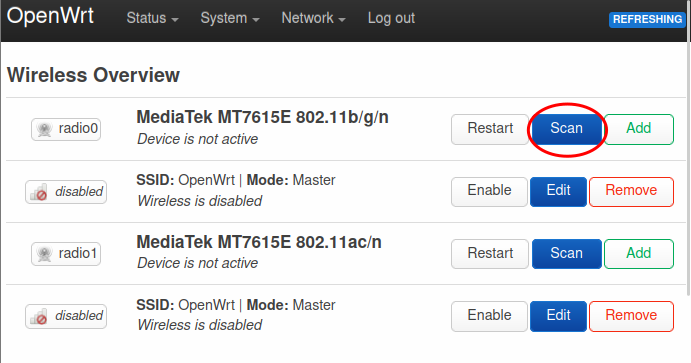 OpenWrt Status System Network Log out REFRESHING
Wireless Overview
radio0 MediaTek MT7615E 802.11b/g/n Restart Scan Add
Device is not active
disabled SSID: OpenWrt | Mode: Master Enable Edit Remove
Wireless is disabled
radio1 MediaTek MT7615E 802.11ac/n Restart Scan Add
Device is not active
disabled SSID: OpenWrt | Mode: Master Enable Edit Remove
Wireless is disabled